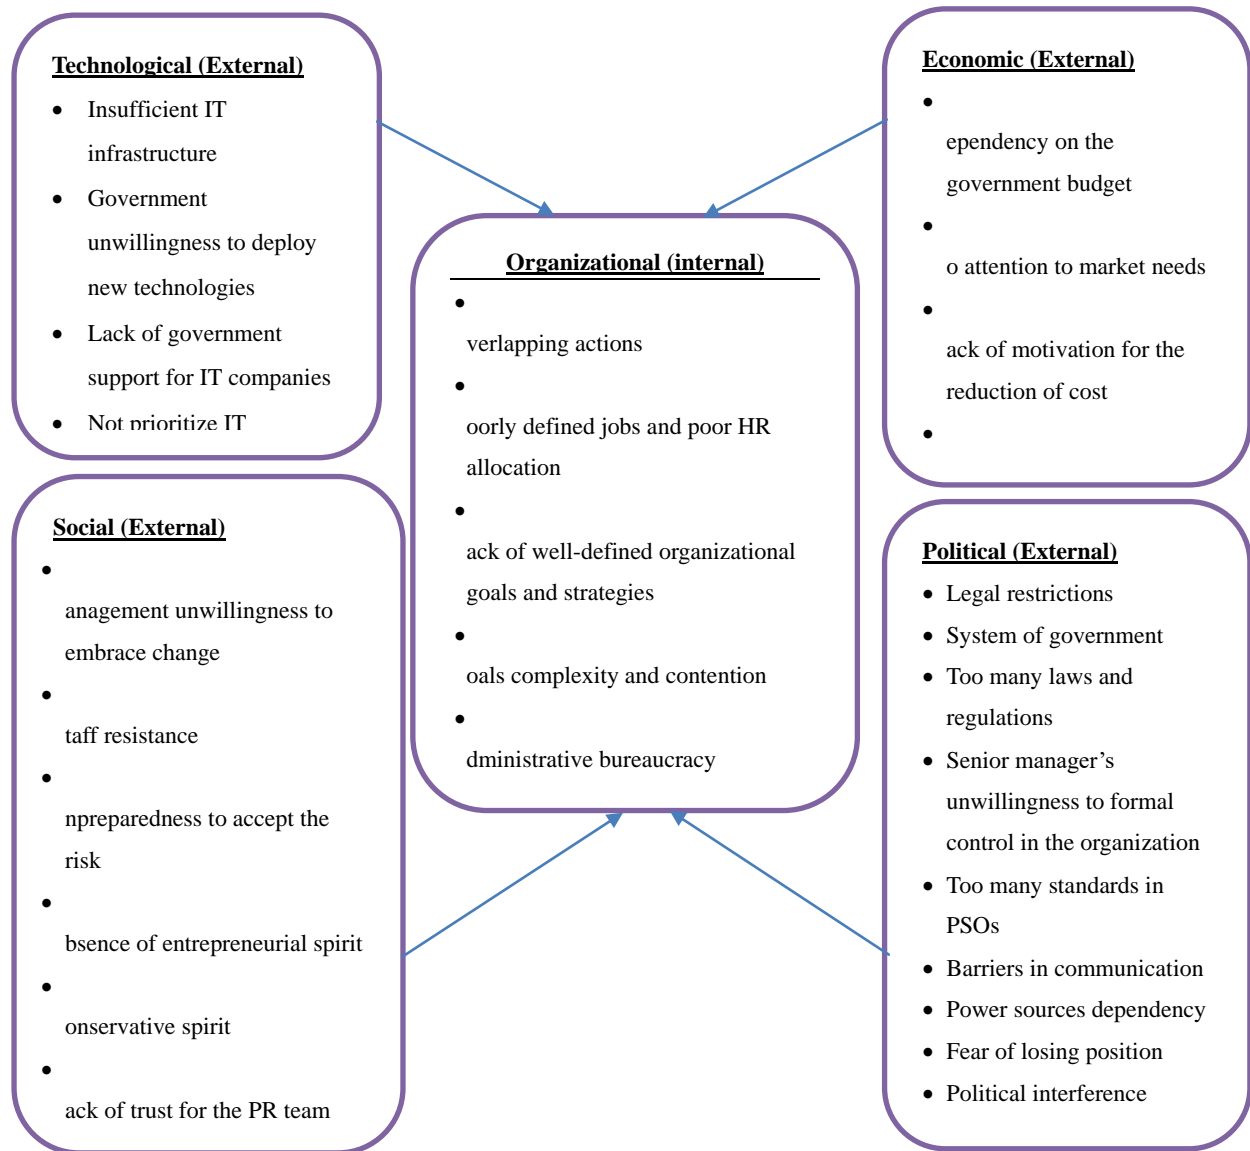 Technological (External)
• Insufficient IT
infrastructure
• Government
unwillingness to deploy
new technologies
• Lack of government
support for IT companies
• Not prioritize IT
Economic (External)
•
ependency on the
government budget
•
o attention to market needs
•
ack of motivation for the
reduction of cost
•
Organizational (internal)
•
verlapping actions
•
oorly defined jobs and poor HR
allocation
•
ack of well-defined organizational
goals and strategies
•
oals complexity and contention
•
dministrative bureaucracy
Social (External)
•
anagement unwillingness to
embrace change
•
taff resistance
•
npreparedness to accept the
risk
•
bsence of entrepreneurial spirit
•
onservative spirit
•
ack of trust for the PR team
Political (External)
• Legal restrictions
• System of government
• Too many laws and
regulations
• Senior manager’s
unwillingness to formal
control in the organization
• Too many standards in
PSOs
• Barriers in communication
• Power sources dependency
• Fear of losing position
• Political interference